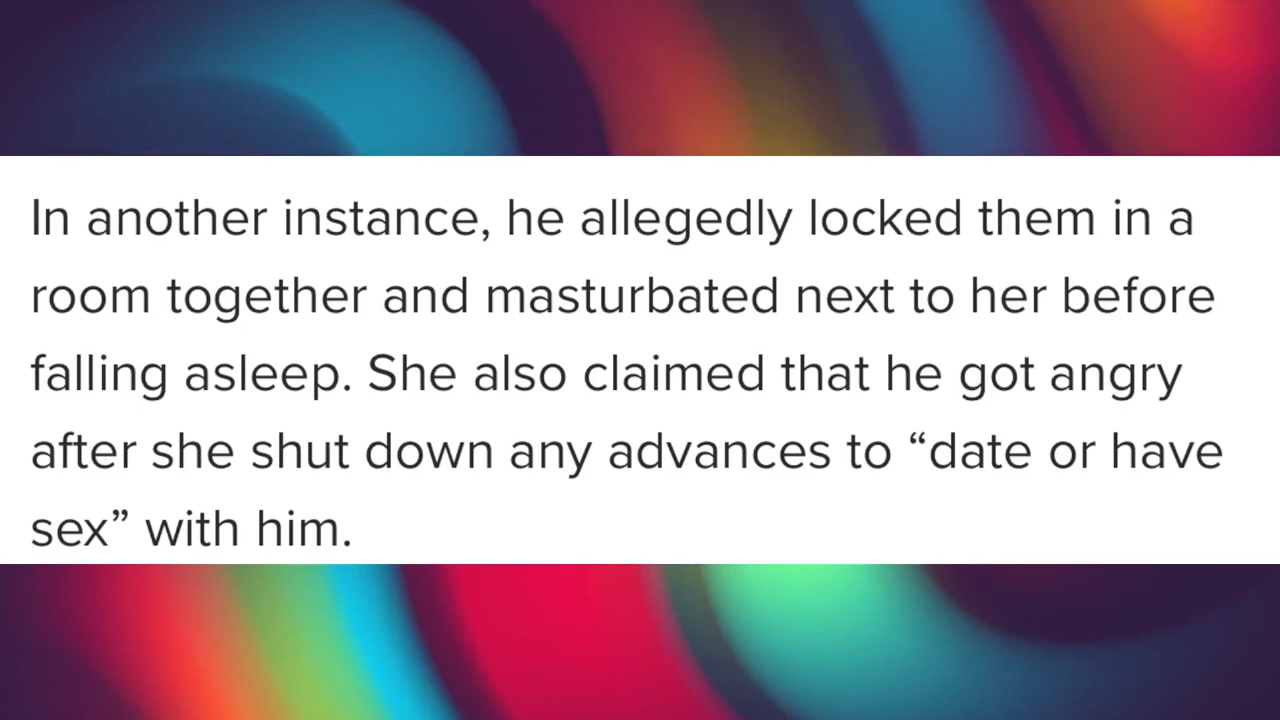 In another instance, he allegedly locked them in a
room together and masturbated next to her before
falling asleep. She also claimed that he got angry
after she shut down any advances to “date or have
sex” with him.